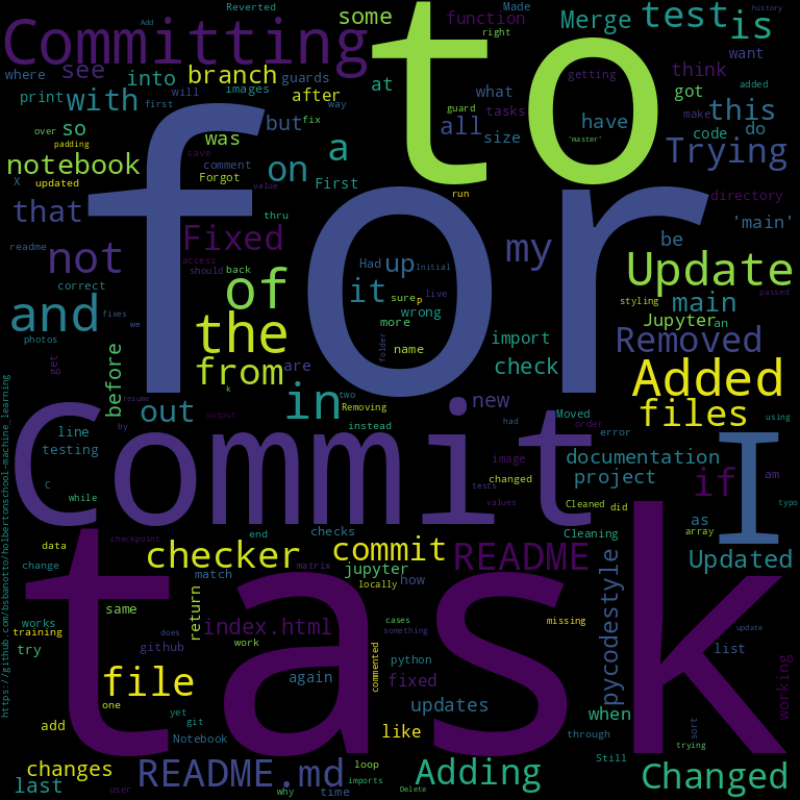 Reverted
Add
Made
history
Committing
some
to
function
right
Merge
test
is
where
see
into
branch
guards
at
what
getting
think
want
print
with
images
after
guard
tasks
got
make
added
will
first
way
this
over
so
but
fix
all
size
have
code
do
padding
was
'master'
notebook
save
comment
a
Trying
X
updated
Forgot
value
on
First
run
for
that
thru
directory
'main'
readme
not
Fixed
access
should
my
be
correct
back
Had
up
Initial
Update
passed
fixes
we
of
it
sure
p
live
styling
main
and
more
wrong
Jupyter
an
photos
the
name
import
Removed
get
before
from
are
folder
check
Added
https://github.com/bsbanotto/holbertonschool-machine_learning
k
two
in
new
files
using
resume
out
output
Removing
Moved
order
line
by
instead
had
error
Commit
testing
image
documentation
if
I
am
C
while
tests
changed
project
values
Cleaned
did
as
array
typo
checkpoint
end
checks
Cleaning
data
checker
commit
README
Updated
change
match
matrix
jupyter
how
locally
task
same
return
cases
missing
pycodestyle
works
index.html
something
update
training
does
try
github
work
commented
python
list
again
file
fixed
working
one
updates
when
yet
git
add
Notebook
like
through
sort
trying
changes
loop
Still
last
README.md
imports
Adding
Changed
user
why
time
Delete